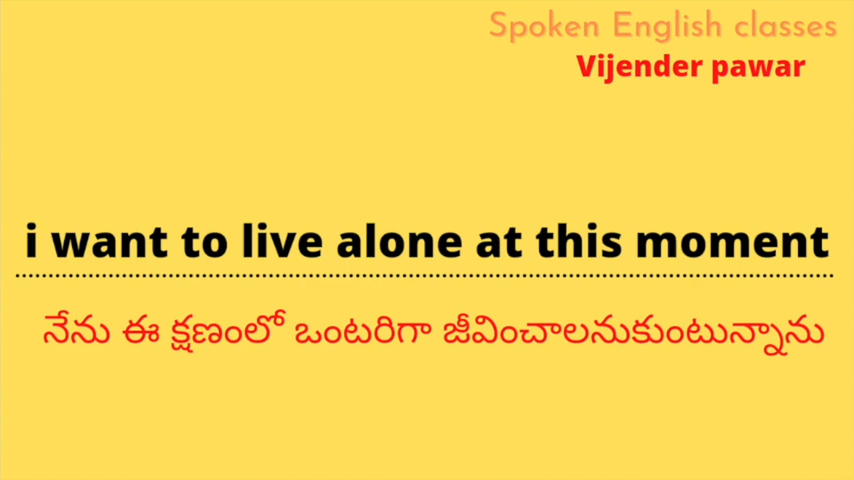 Spoken English classes
Vijender pawar
i want to live alone at this moment
నేను ఈ క్షణంలో ఒంటరిగా జీవించాలనుకుంటున్నాను